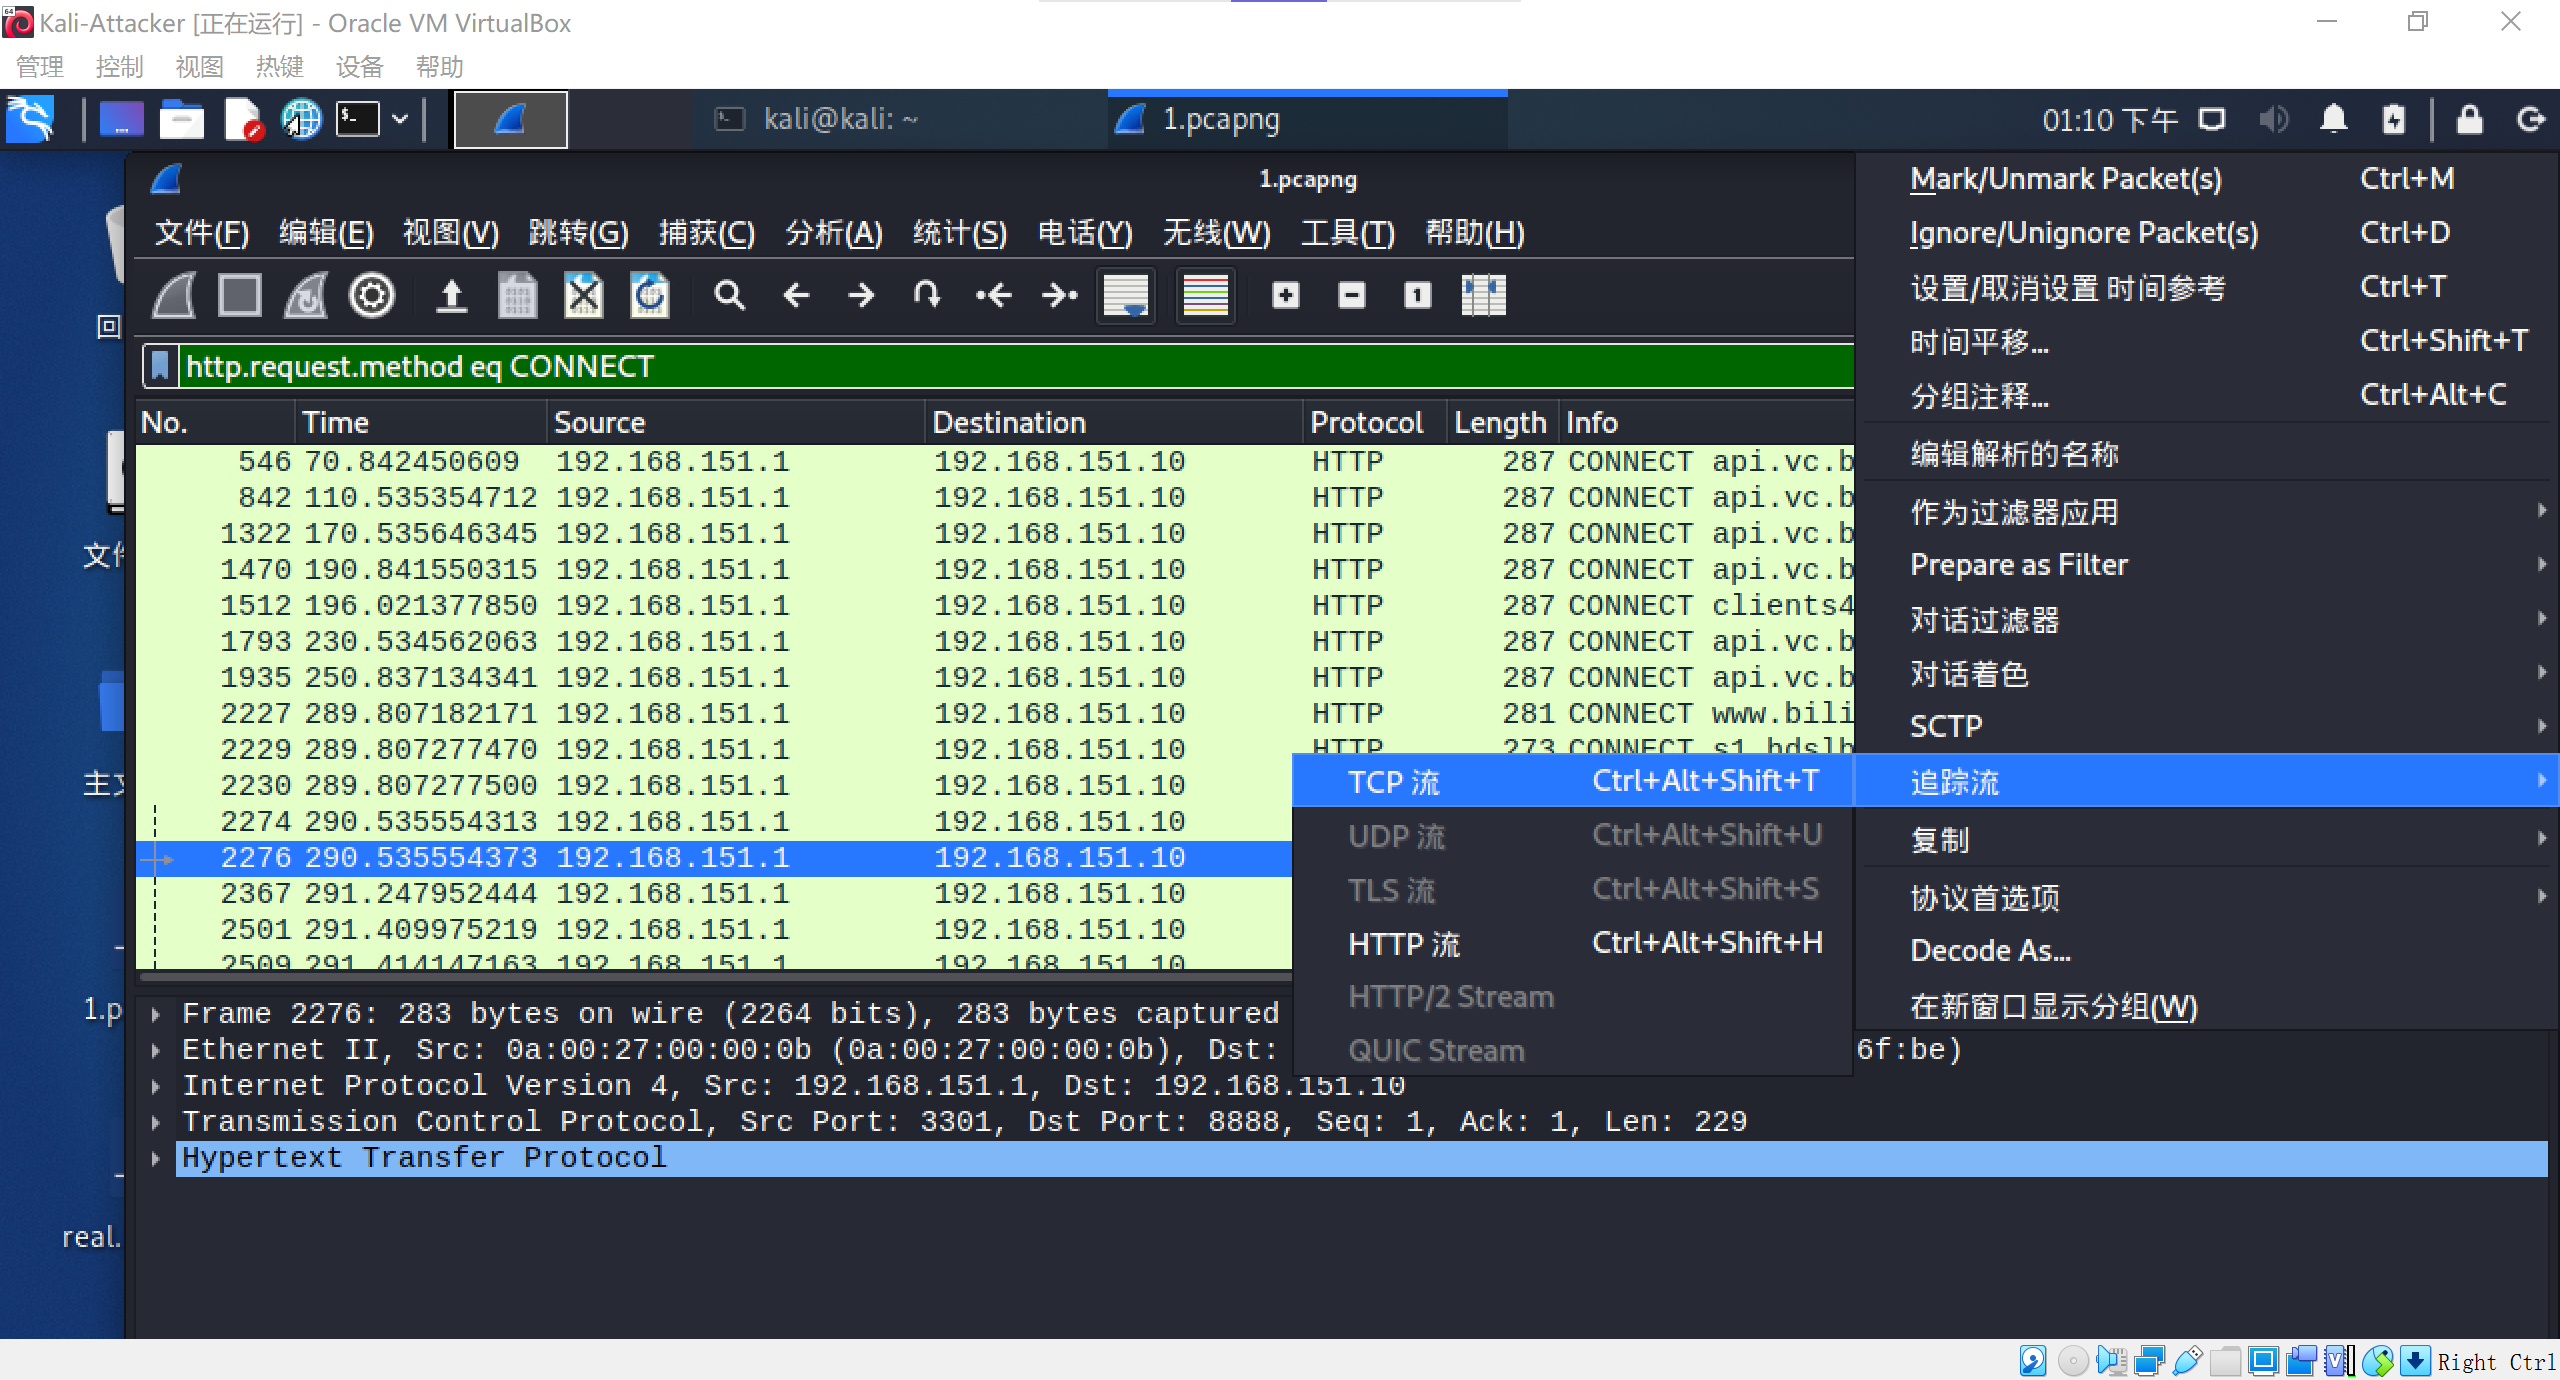 Kali-Attacker [正在运行] - Oracle VM VirtualBox
管理 控制 视图 热键 设备 帮助
kali@kali: ~
1.pcapng
01:10 下午
1.pcapng
文件(F) 编辑(E) 视图(V) 跳转(G) 捕获(C) 分析(A) 统计(S) 电话(Y) 无线(W) 工具(T) 帮助(H)
http.request.method eq CONNECT
No. Time Source Destination Protocol Length Info
546 70.842450609 192.168.151.1 192.168.151.10 HTTP 287 CONNECT api.vc.b
842 110.535354712 192.168.151.1 192.168.151.10 HTTP 287 CONNECT api.vc.b
1322 170.535646345 192.168.151.1 192.168.151.10 HTTP 287 CONNECT api.vc.b
1470 190.841550315 192.168.151.1 192.168.151.10 HTTP 287 CONNECT api.vc.b
1512 196.021377850 192.168.151.1 192.168.151.10 HTTP 287 CONNECT clients4
1793 230.534562063 192.168.151.1 192.168.151.10 HTTP 287 CONNECT api.vc.b
1935 250.837134341 192.168.151.1 192.168.151.10 HTTP 287 CONNECT api.vc.b
2227 289.807182171 192.168.151.1 192.168.151.10 HTTP 281 CONNECT www.bili
2229 289.807277470 192.168.151.1 192.168.151.10 HTTP 273 CONNECT s1.hdslb
2230 289.807277500 192.168.151.1 192.168.151.10
2274 290.535554313 192.168.151.1 192.168.151.10
2276 290.535554373 192.168.151.1 192.168.151.10
2367 291.247952444 192.168.151.1 192.168.151.10
2501 291.409975219 192.168.151.1 192.168.151.10
2509 291.414147163 192.168.151.1 192.168.151.10
Frame 2276: 283 bytes on wire (2264 bits), 283 bytes captured
Ethernet II, Src: 0a:00:27:00:00:0b (0a:00:27:00:00:0b), Dst: 6f:be)
Internet Protocol Version 4, Src: 192.168.151.1, Dst: 192.168.151.10
Transmission Control Protocol, Src Port: 3301, Dst Port: 8888, Seq: 1, Ack: 1, Len: 229
Hypertext Transfer Protocol
Mark/Unmark Packet(s) Ctrl+M
Ignore/Unignore Packet(s) Ctrl+D
设置/取消设置 时间参考 Ctrl+T
时间平移... Ctrl+Shift+T
分组注释... Ctrl+Alt+C
编辑解析的名称
作为过滤器应用
Prepare as Filter
对话过滤器
对话着色
SCTP
追踪流
复制
协议首选项
Decode As...
在新窗口显示分组(W)
TCP 流 Ctrl+Alt+Shift+T
UDP 流 Ctrl+Alt+Shift+U
TLS 流 Ctrl+Alt+Shift+S
HTTP 流 Ctrl+Alt+Shift+H
HTTP/2 Stream
QUIC Stream
回
文件
主文
1.p
real.
Right Ctrl